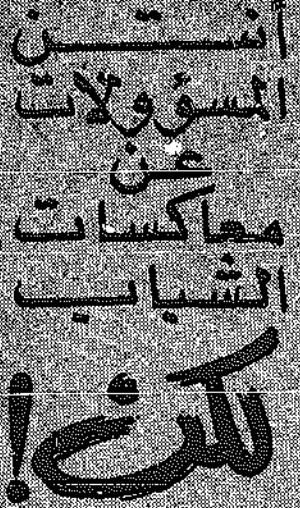 أنتن
المسؤولات
عن
معاكسات
الشباب
لكن!